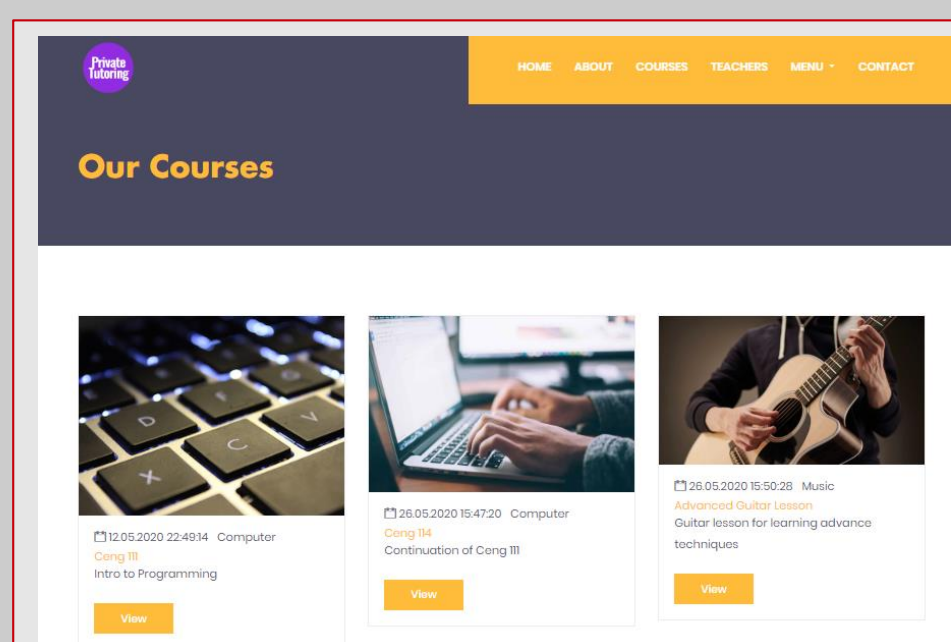 Private
Tutoring
HOME ABOUT COURSES TEACHERS MENU CONTACT
Our Courses
12.05.2020 22:49:14 Computer
Ceng 111
Intro to Programming
View
26.05.2020 15:47:20 Computer
Ceng 114
Continuation of Ceng 111
View
26.05.2020 15:50:28 Music
Advanced Guitar Lesson
Guitar lesson for learning advance
techniques
View